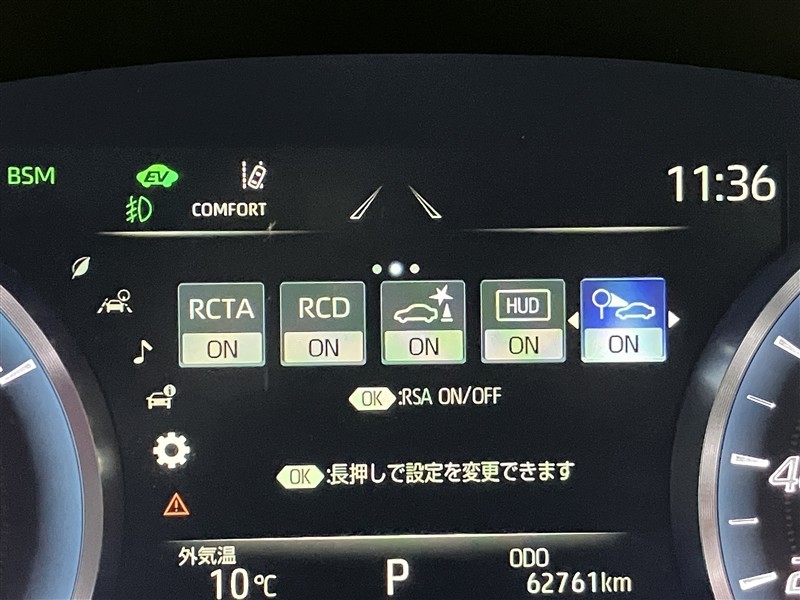 BSM
EV
COMFORT
11:36
RCTA
RCD
HUD
ON
ON
ON
ON
ON
OK:RSA ON/OFF
OK:長押しで設定を変更できます
外気温
10℃
P
ODO
62761km